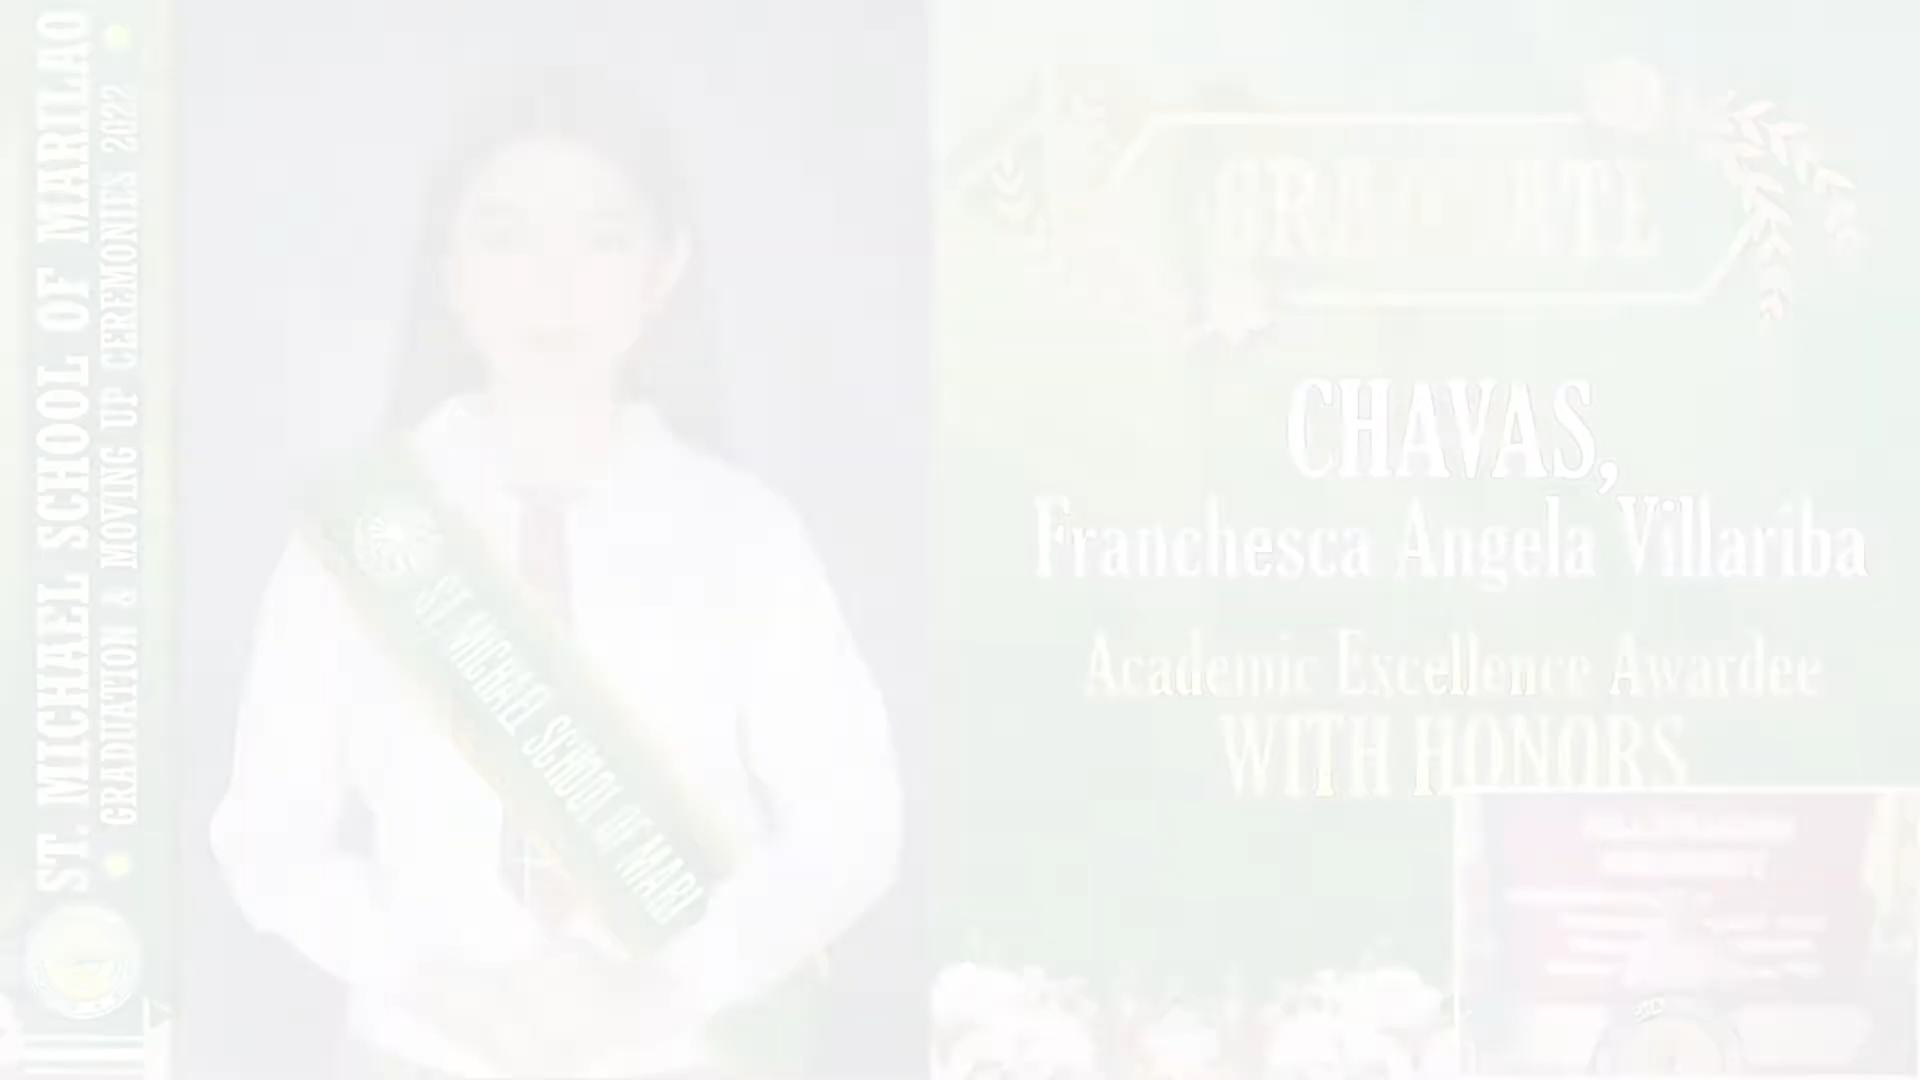 ST. MICHAEL SCHOOL OF MARILAO
GRADUATION & MOVING UP CEREMONIES 2022
ST. MICHAEL SCHOOL OF MARI
GRADUATE
CHAVAS,
Franchesca Angela Villariba
Academic Excellence Awardee
WITH HONORS